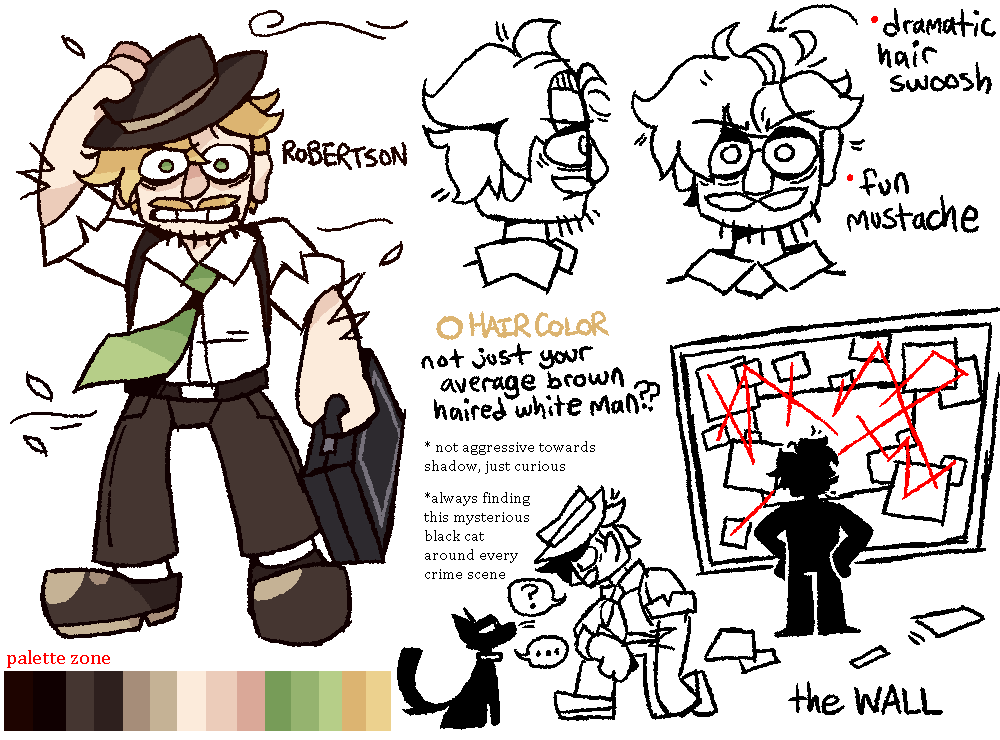 ROBERTSON
• dramatic
hair
swoosh
• fun
mustache
HAIR COLOR
not just your
average brown
haired white man??
* not aggressive towards
shadow, just curious
*always finding
this mysterious
black cat
around every
crime scene
?
...
the WALL
palette zone